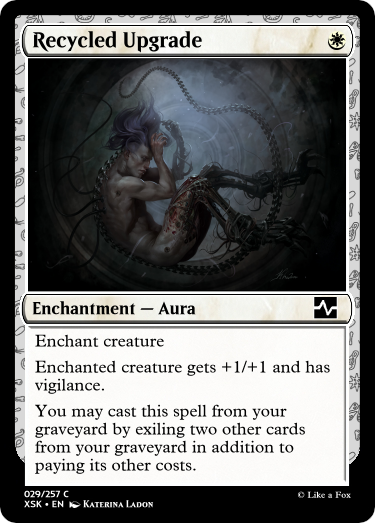 Recycled Upgrade
Enchantment — Aura
Enchant creature
Enchanted creature gets +1/+1 and has
vigilance.
You may cast this spell from your
graveyard by exiling two other cards
from your graveyard in addition to
paying its other costs.
029/257 C
XSK • EN Katerina Ladon
© Like a Fox